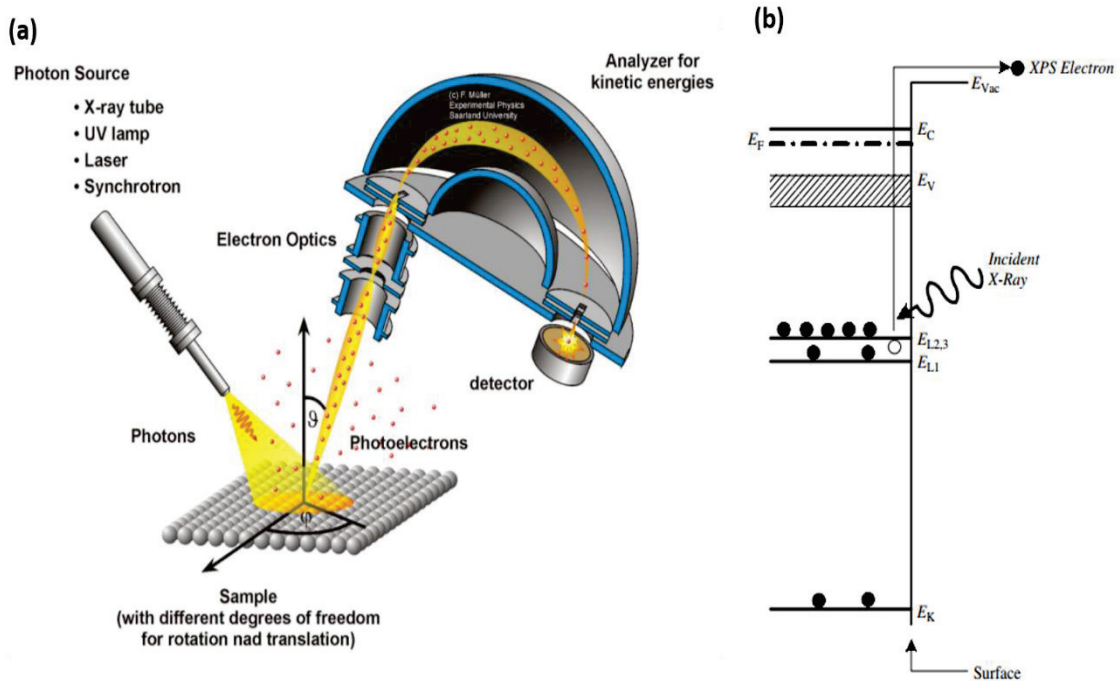 (a)
Photon Source
• X-ray tube
• UV lamp
• Laser
• Synchrotron
Analyzer for
kinetic energies
(c) F. Müller
Experimental Physics
Saarland University
Electron Optics
detector
Photons
ϑ
Photoelectrons
φ
Sample
(with different degrees of freedom
for rotation nad translation)
(b)
XPS Electron
EVac
EC
EF
EV
Incident
X-Ray
EL2,3
EL1
EK
Surface